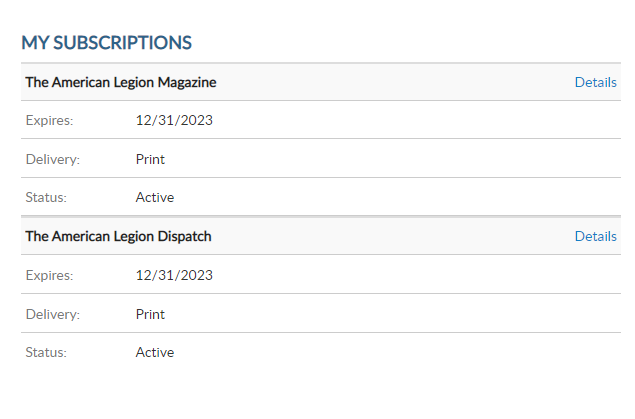 MY SUBSCRIPTIONS
The American Legion Magazine Details
Expires: 12/31/2023
Delivery: Print
Status: Active
The American Legion Dispatch Details
Expires: 12/31/2023
Delivery: Print
Status: Active